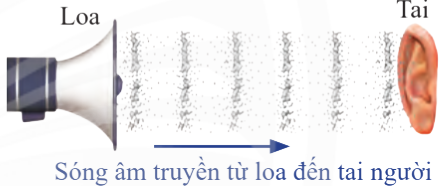 Loa
Tai
Sóng âm truyền từ loa đến tai người